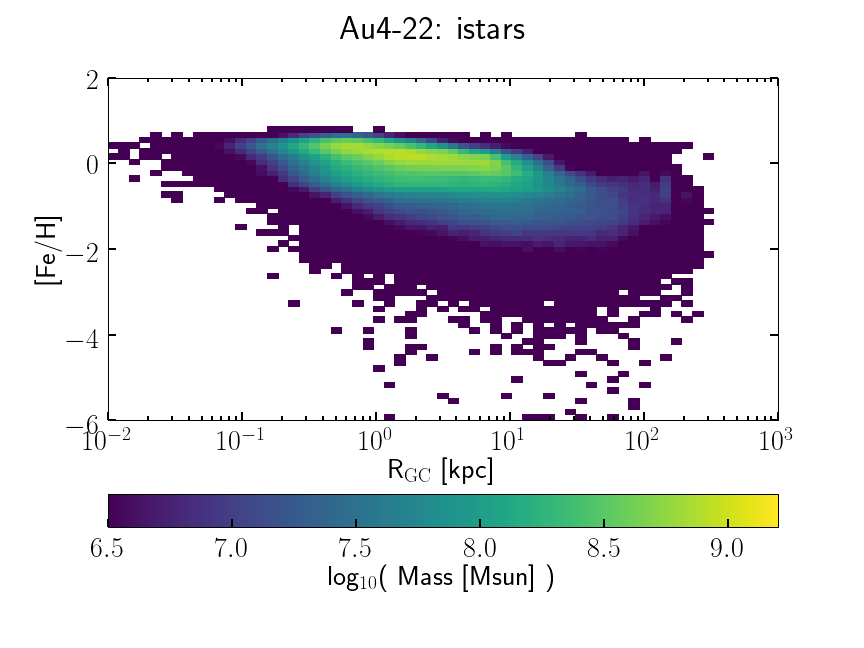 Au4-22: istars
2
0
−2
−4
−6
[Fe/H]
10⁻² 10⁻¹ 10⁰ 10¹ 10² 10³
R_GC [kpc]
6.5 7.0 7.5 8.0 8.5 9.0
log₁₀( Mass [Msun] )